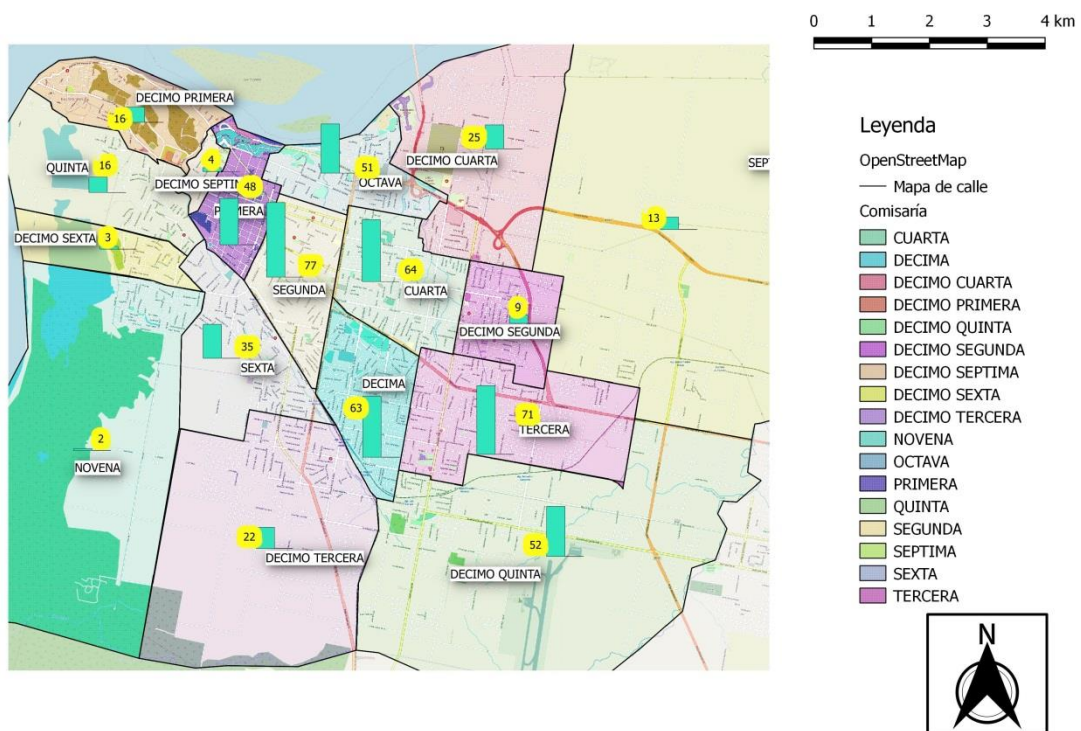 0 1 2 3 4 km
DECIMO PRIMERA
16
QUINTA
16
4
DECIMO SEPTIM
48
PRIMERA
51
OCTAVA
25
DECIMO CUARTA
SEPT
13
DECIMO SEXTA
3
77
SEGUNDA
64
CUARTA
9
DECIMO SEGUNDA
35
SEXTA
DECIMA
63
71
TERCERA
2
NOVENA
22
DECIMO TERCERA
52
DECIMO QUINTA
Leyenda
OpenStreetMap
Mapa de calle
Comisaría
CUARTA
DECIMA
DECIMO CUARTA
DECIMO PRIMERA
DECIMO QUINTA
DECIMO SEGUNDA
DECIMO SEPTIMA
DECIMO SEXTA
DECIMO TERCERA
NOVENA
OCTAVA
PRIMERA
QUINTA
SEGUNDA
SEPTIMA
SEXTA
TERCERA
N